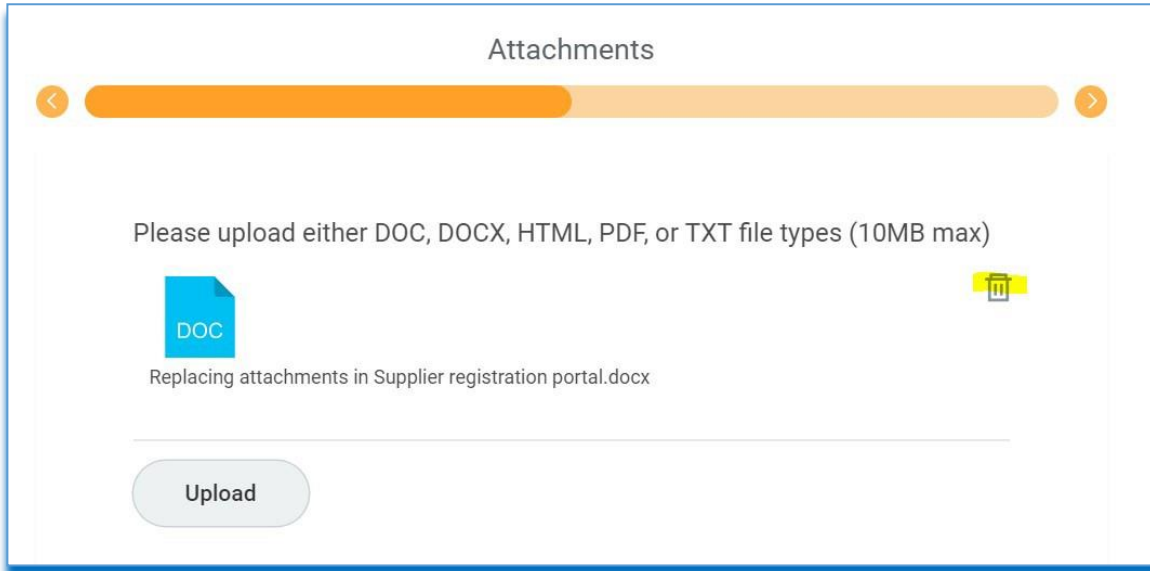 Attachments
Please upload either DOC, DOCX, HTML, PDF, or TXT file types (10MB max)
DOC
Replacing attachments in Supplier registration portal.docx
Upload